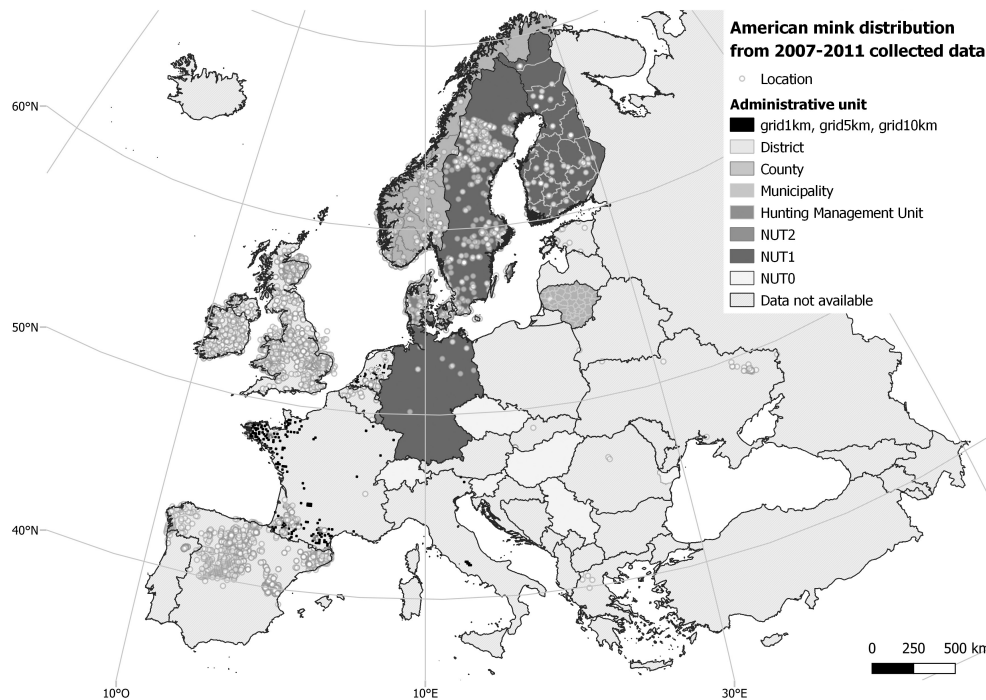 American mink distribution
from 2007-2011 collected data
Location
Administrative unit
grid1km, grid5km, grid10km
District
County
Municipality
Hunting Management Unit
NUT2
NUT1
NUT0
Data not available
60°N
50°N
40°N
0 250 500 km
10°O 10°E 30°E